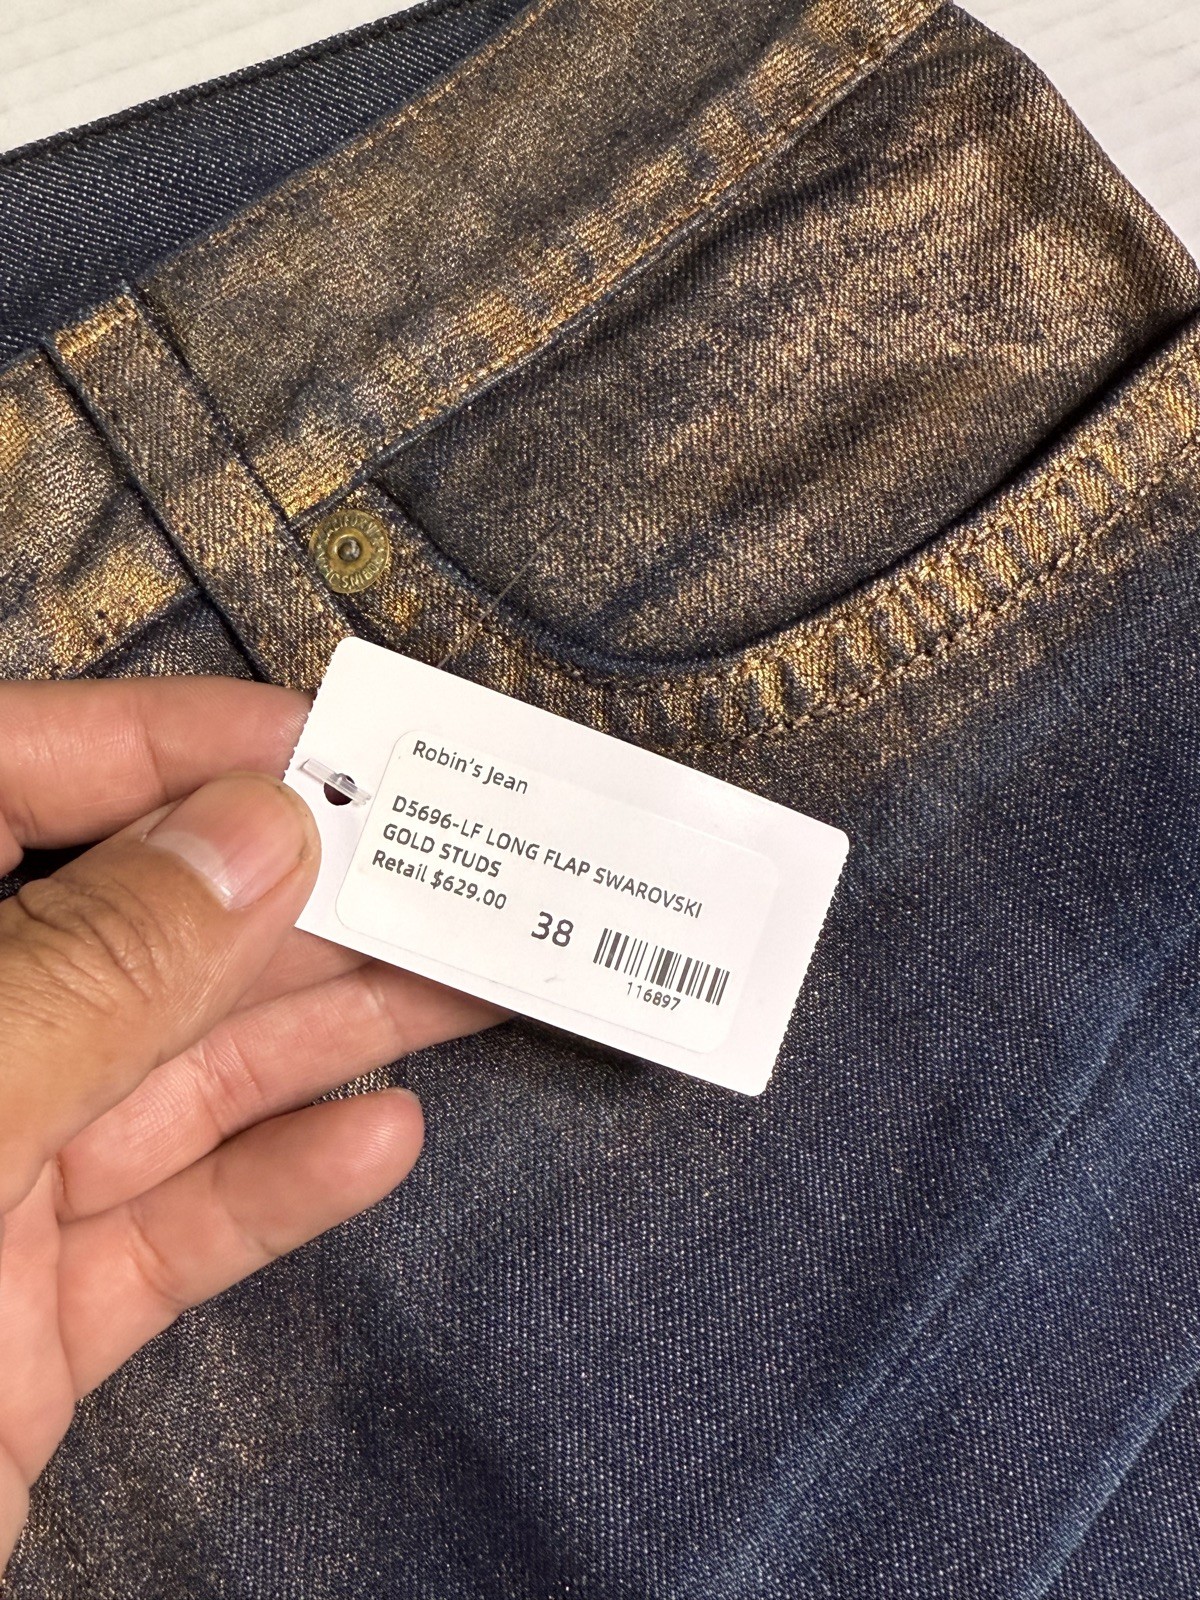 Robin's Jean
D5696-LF LONG FLAP SWAROVSKI
GOLD STUDS
Retail $629.00
38
116897